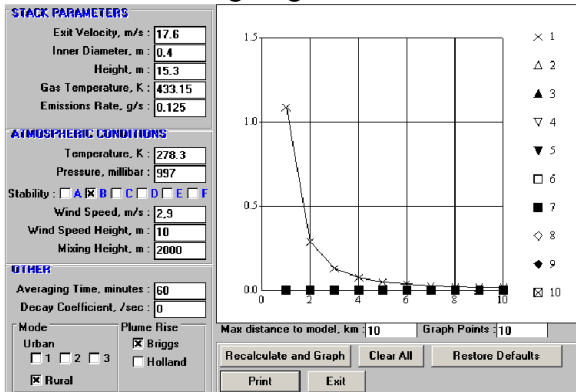 STACK PARAMETERS
Exit Velocity, m/s : 17.6
Inner Diameter, m : 0.4
Height, m : 15.3
Gas Temperature, K : 433.15
Emissions Rate, g/s : 0.125
ATMOSPHERIC CONDITIONS
Temperature, K : 278.3
Pressure, millibar : 997
Stability : A B C D E F
Wind Speed, m/s : 2.9
Wind Speed Height, m : 10
Mixing Height, m : 2000
OTHER
Averaging Time, minutes : 60
Decay Coefficient, /sec : 0
Mode
Urban
1 2 3
Rural
Plume Rise
Briggs
Holland
1.5
1.0
0.5
0.0
0 2 4 6 8 10
1
2
3
4
5
6
7
8
9
10
Max distance to model, km : 10 Graph Points : 10
Recalculate and Graph Clear All Restore Defaults
Print Exit